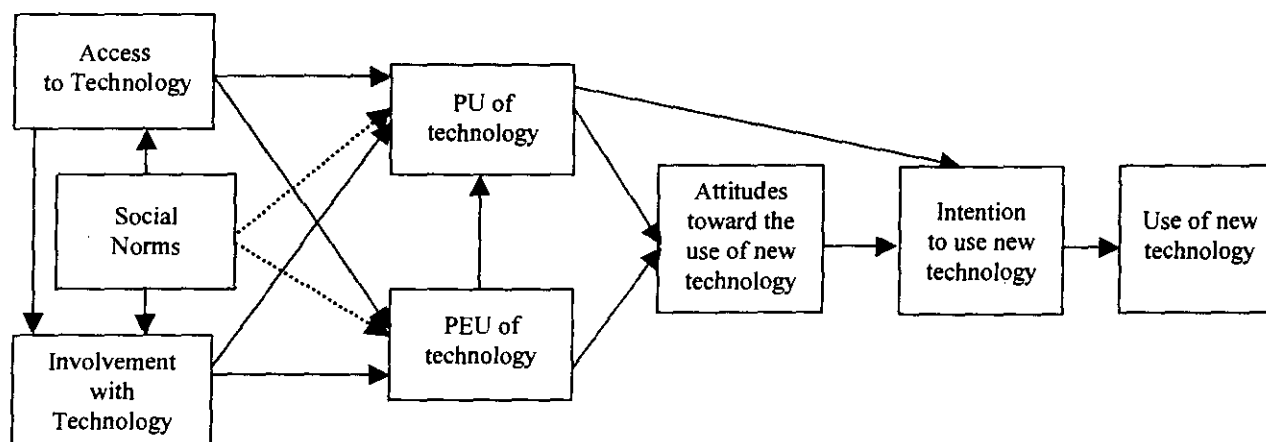 Access
to Technology
Social
Norms
Involvement
with
Technology
PU of
technology
PEU of
technology
Attitudes
toward the
use of new
technology
Intention
to use new
technology
Use of new
technology